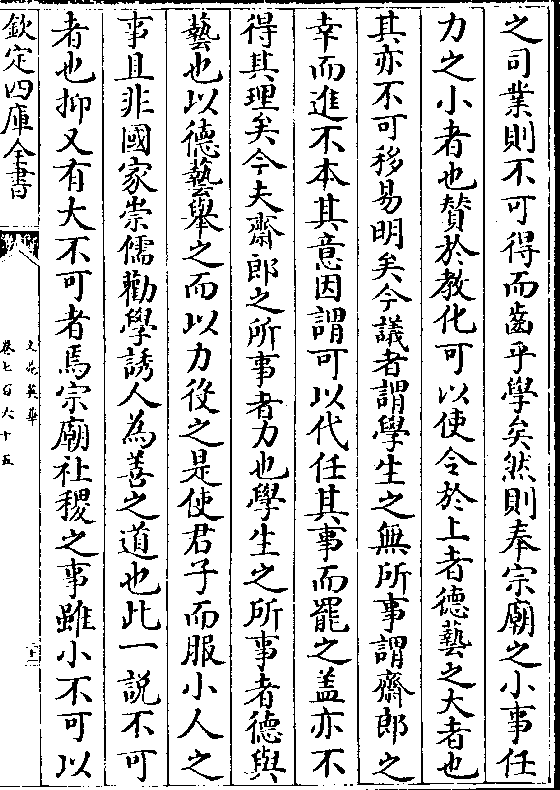 之司業則不可得而齒乎學矣然則奉宗廟之小事任
力之小者也賛於教化可以使令於上者德藝之大者也
其亦不可移易明矣今議者謂學生之無所事謂齋郎之
幸而進不本其意因謂可以代任其事而罷之盖亦不
得其理矣今夫齋郎之所事者力也學生之所事者德與
藝也以德藝舉之而以力役之是使君子而服小人之
事且非國家崇儒勸學誘人為善之道也此一說不可
者也抑又有大不可者焉宗廟社稷之事雖小不可以
欽定四庫全書
文苑英華
卷七百六十五